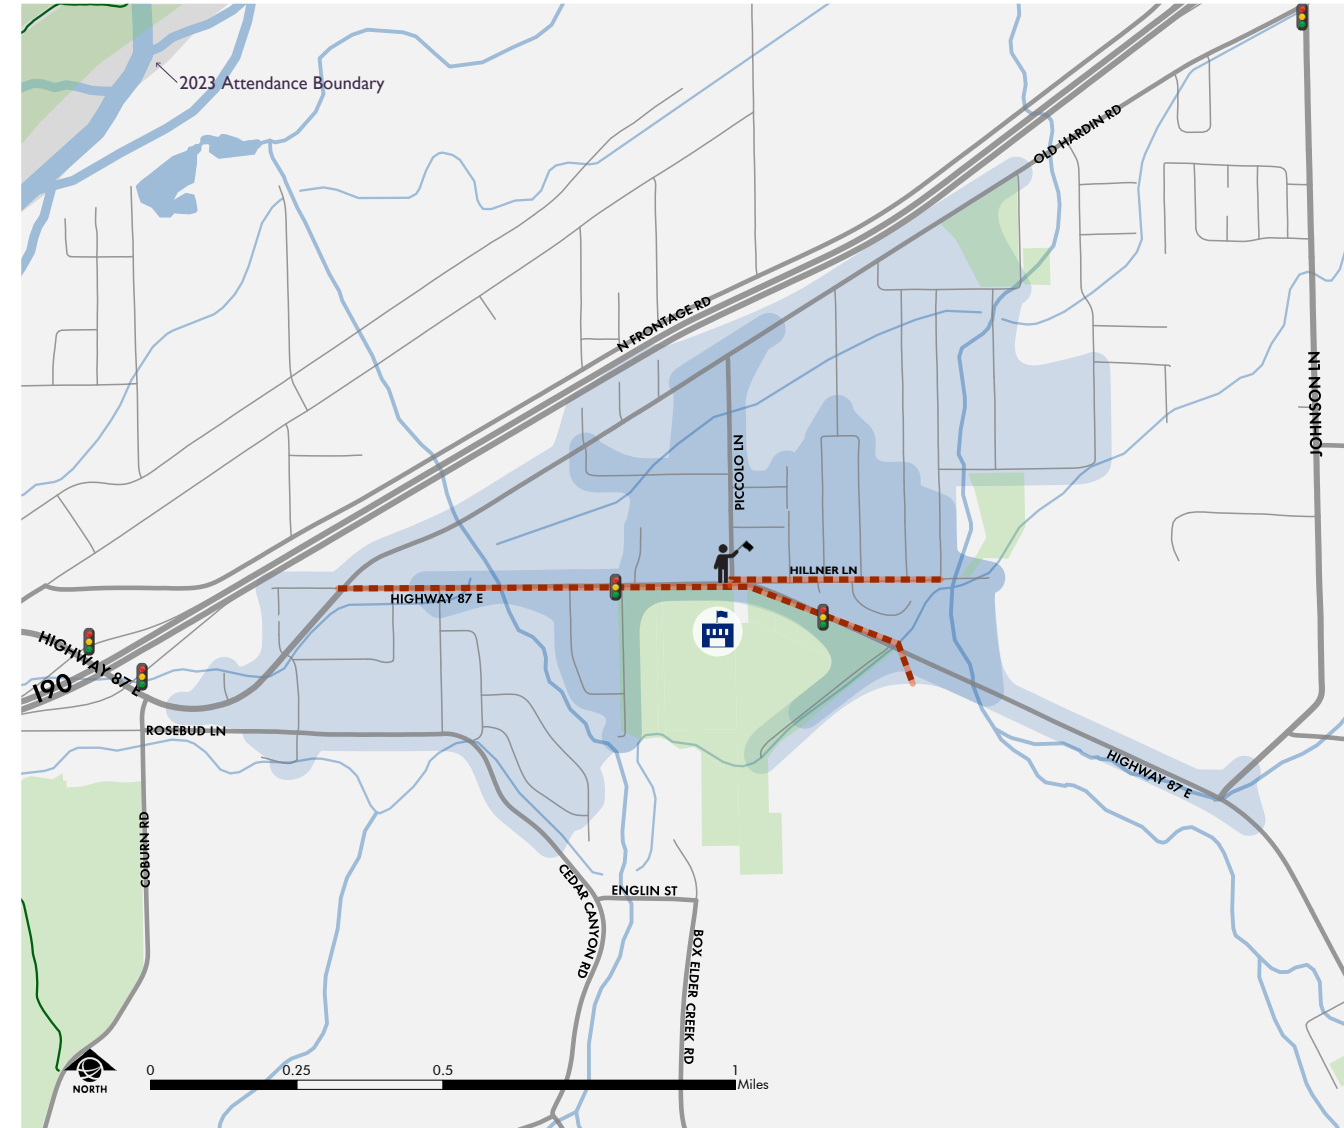 2023 Attendance Boundary
OLD HARDIN RD
N FRONTAGE RD
JOHNSON LN
PICCOLO LN
HILLNER LN
HIGHWAY 87 E
HIGHWAY 87 E
I90
ROSEBUD LN
HIGHWAY 87 E
COBURN RD
CEDAR CANYON RD
ENGLIN ST
BOX ELDER CREEK RD
NORTH
0 0.25 0.5 1
Miles